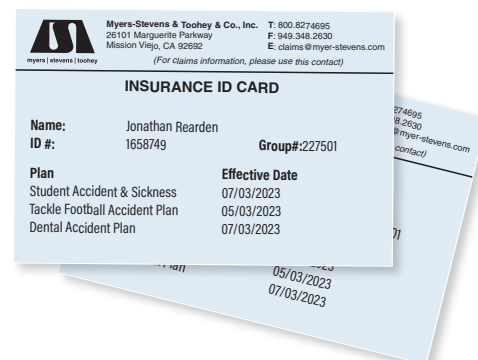 Myers-Stevens & Toohey & Co., Inc. T: 800.8274695
26101 Marguerite Parkway F: 949.348.2630
Mission Viejo, CA 92692 E: claims@myer-stevens.com
myers | stevens | toohey
(For claims information, please use this contact)
INSURANCE ID CARD
Name: Jonathan Rearden
ID #: 1658749 Group#:227501
Plan Effective Date
Student Accident & Sickness 07/03/2023
Tackle Football Accident Plan 05/03/2023
Dental Accident Plan 07/03/2023
274695
8.2630
@myer-stevens.com
contact)
01
05/03/2023
07/03/2023